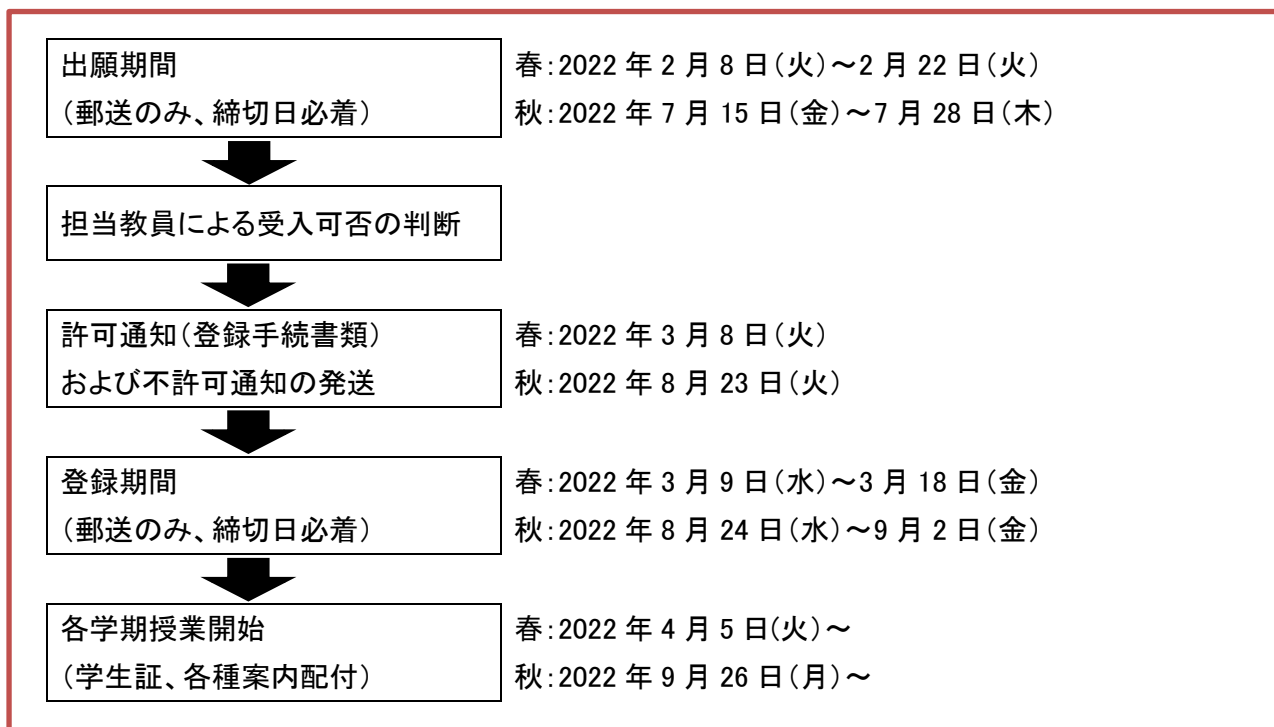 出願期間
(郵送のみ、締切日必着)
春:2022 年 2 月 8 日(火)~2 月 22 日(火)
秋:2022 年 7 月 15 日(金)~7 月 28 日(木)
担当教員による受入可否の判断
許可通知(登録手続書類)
および不許可通知の発送
春:2022 年 3 月 8 日(火)
秋:2022 年 8 月 23 日(火)
登録期間
(郵送のみ、締切日必着)
春:2022 年 3 月 9 日(水)~3 月 18 日(金)
秋:2022 年 8 月 24 日(水)~9 月 2 日(金)
各学期授業開始
(学生証、各種案内配付)
春:2022 年 4 月 5 日(火)~
秋:2022 年 9 月 26 日(月)~